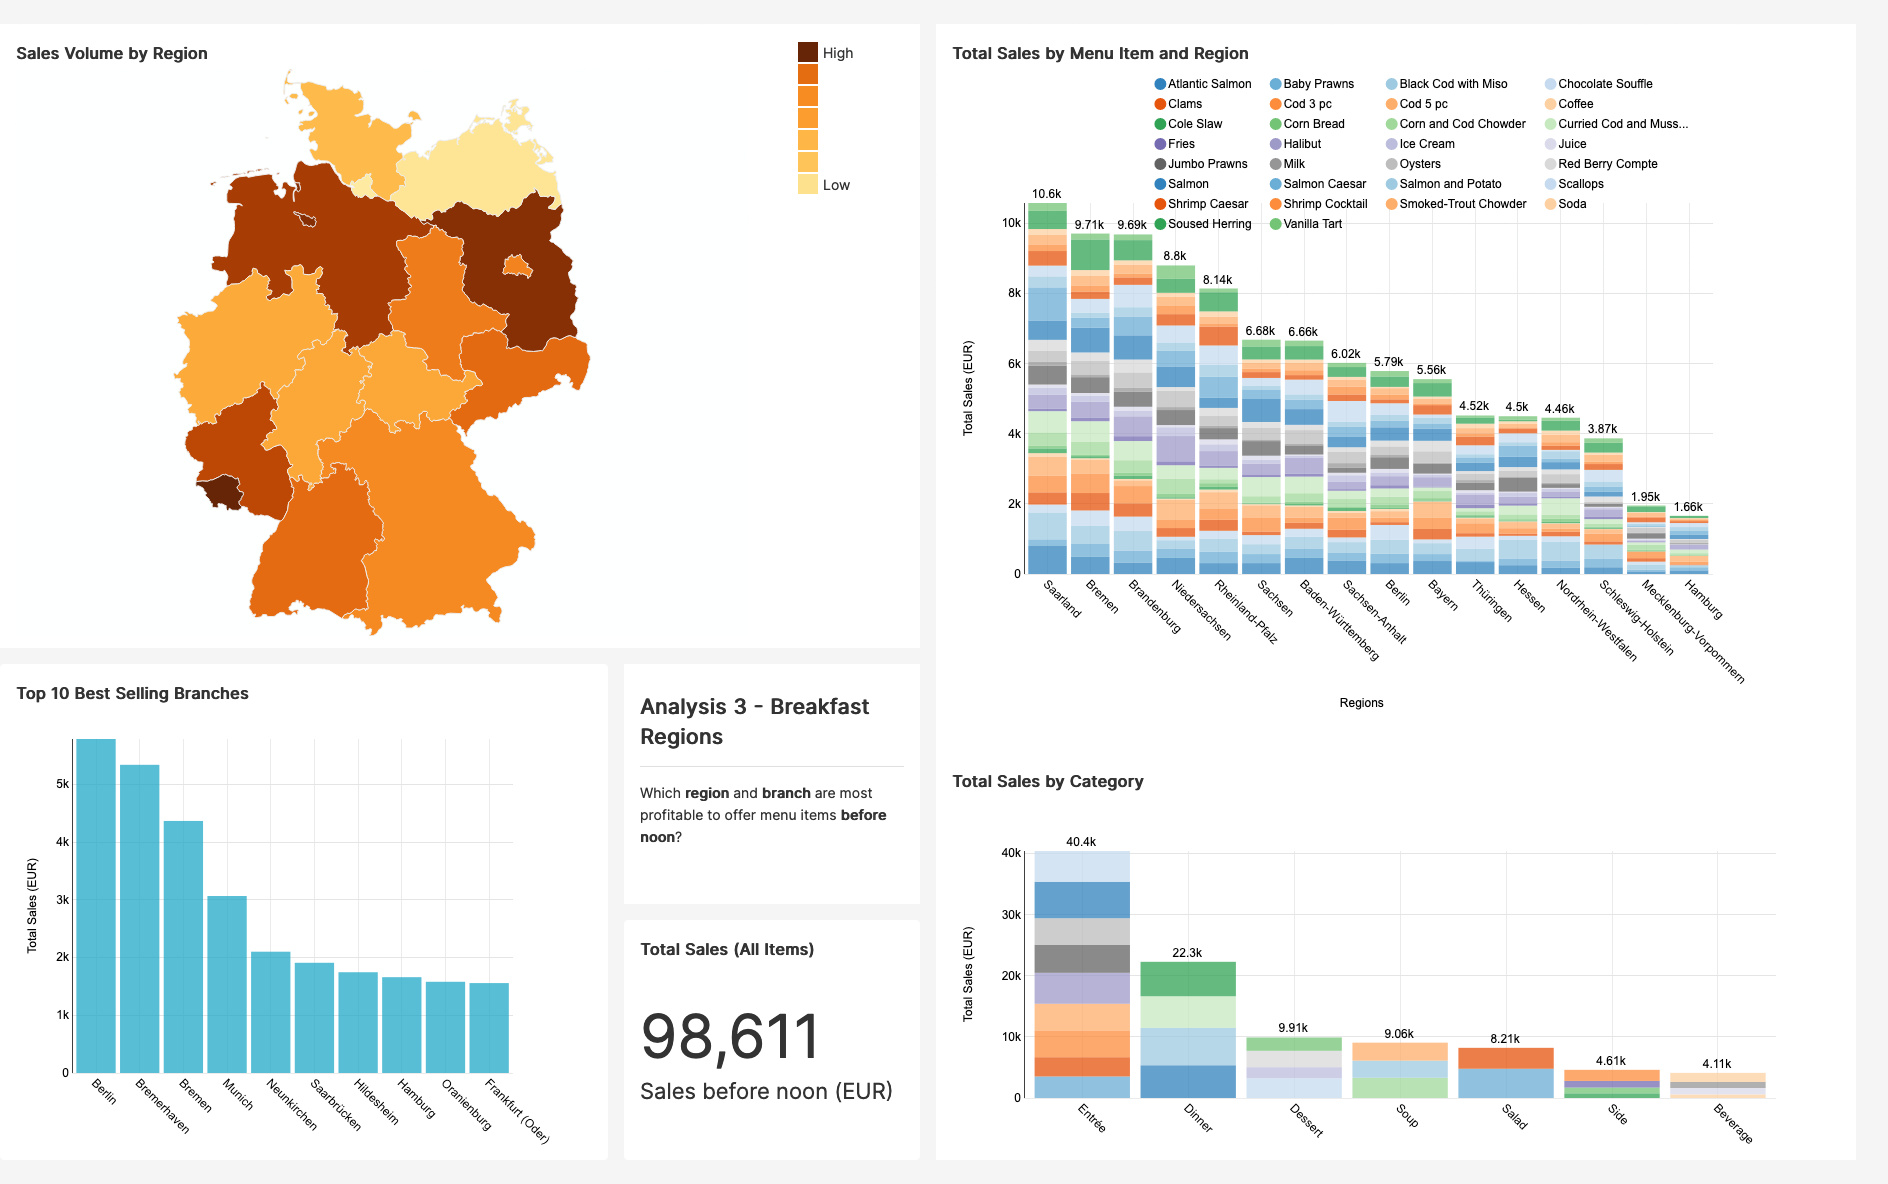 Sales Volume by Region
High
Low
Total Sales by Menu Item and Region
Atlantic Salmon Baby Prawns Black Cod with Miso Chocolate Souffle
Clams Cod 3 pc Cod 5 pc Coffee
Cole Slaw Corn Bread Corn and Cod Chowder Curried Cod and Muss...
Fries Halibut Ice Cream Juice
Jumbo Prawns Milk Oysters Red Berry Compte
Salmon Salmon Caesar Salmon and Potato Scallops
Shrimp Caesar Shrimp Cocktail Smoked-Trout Chowder Soda
Soused Herring Vanilla Tart
10.6k 9.71k 9.69k 8.8k 8.14k 6.68k 6.66k 6.02k 5.79k 5.56k 4.52k 4.5k 4.46k 3.87k 1.95k 1.66k
10k
8k
6k
4k
2k
0
Total Sales (EUR)
Saarland Bremen Brandenburg Niedersachsen Rheinland-Pfalz Sachsen Baden-Württemberg Sachsen-Anhalt Berlin Bayern Thüringen Hessen Nordrhein-Westfalen Schleswig-Holstein Mecklenburg-Vorpommern Hamburg
Regions
Top 10 Best Selling Branches
5k
4k
3k
2k
1k
0
Total Sales (EUR)
Berlin Bremerhaven Bremen Munich Neunkirchen Saarbrücken Hildesheim Hamburg Oranienburg Frankfurt (Oder)
Analysis 3 - Breakfast
Regions
Which region and branch are most
profitable to offer menu items before
noon?
Total Sales (All Items)
98,611
Sales before noon (EUR)
Total Sales by Category
40.4k 22.3k 9.91k 9.06k 8.21k 4.61k 4.11k
40k
30k
20k
10k
0
Total Sales (EUR)
Entrée Dinner Dessert Soup Salad Side Beverage